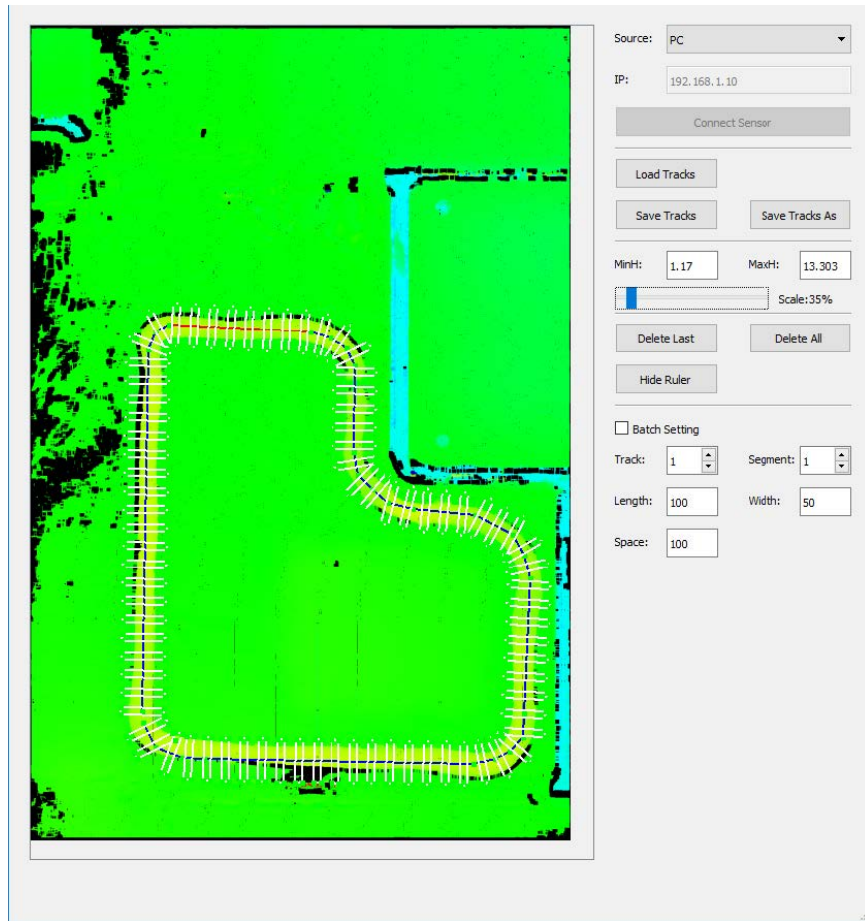 Source: PC
IP: 192.168.1.10
Connect Sensor
Load Tracks
Save Tracks Save Tracks As
MinH: 1.17 MaxH: 13.303
Scale:35%
Delete Last Delete All
Hide Ruler
Batch Setting
Track: 1 Segment: 1
Length: 100 Width: 50
Space: 100